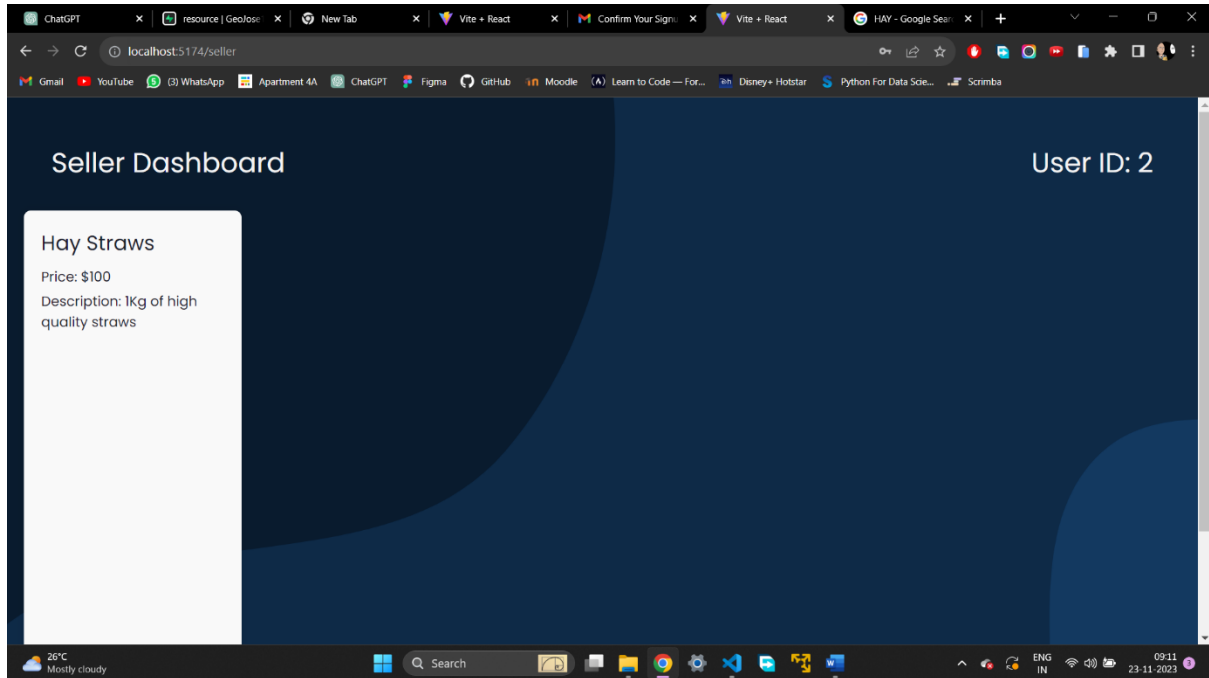 ChatGPT
resource | GeoJose
New Tab
Vite + React
Confirm Your Signu
Vite + React
HAY - Google Sear
localhost:5174/seller
Gmail
YouTube
(3) WhatsApp
Apartment 4A
ChatGPT
Figma
GitHub
Moodle
Learn to Code — For...
Disney+ Hotstar
Python For Data Scie...
Scrimba
Seller Dashboard
User ID: 2
Hay Straws
Price: $100
Description: 1Kg of high
quality straws
26°C
Mostly cloudy
Search
ENG
IN
09:11
23-11-2023